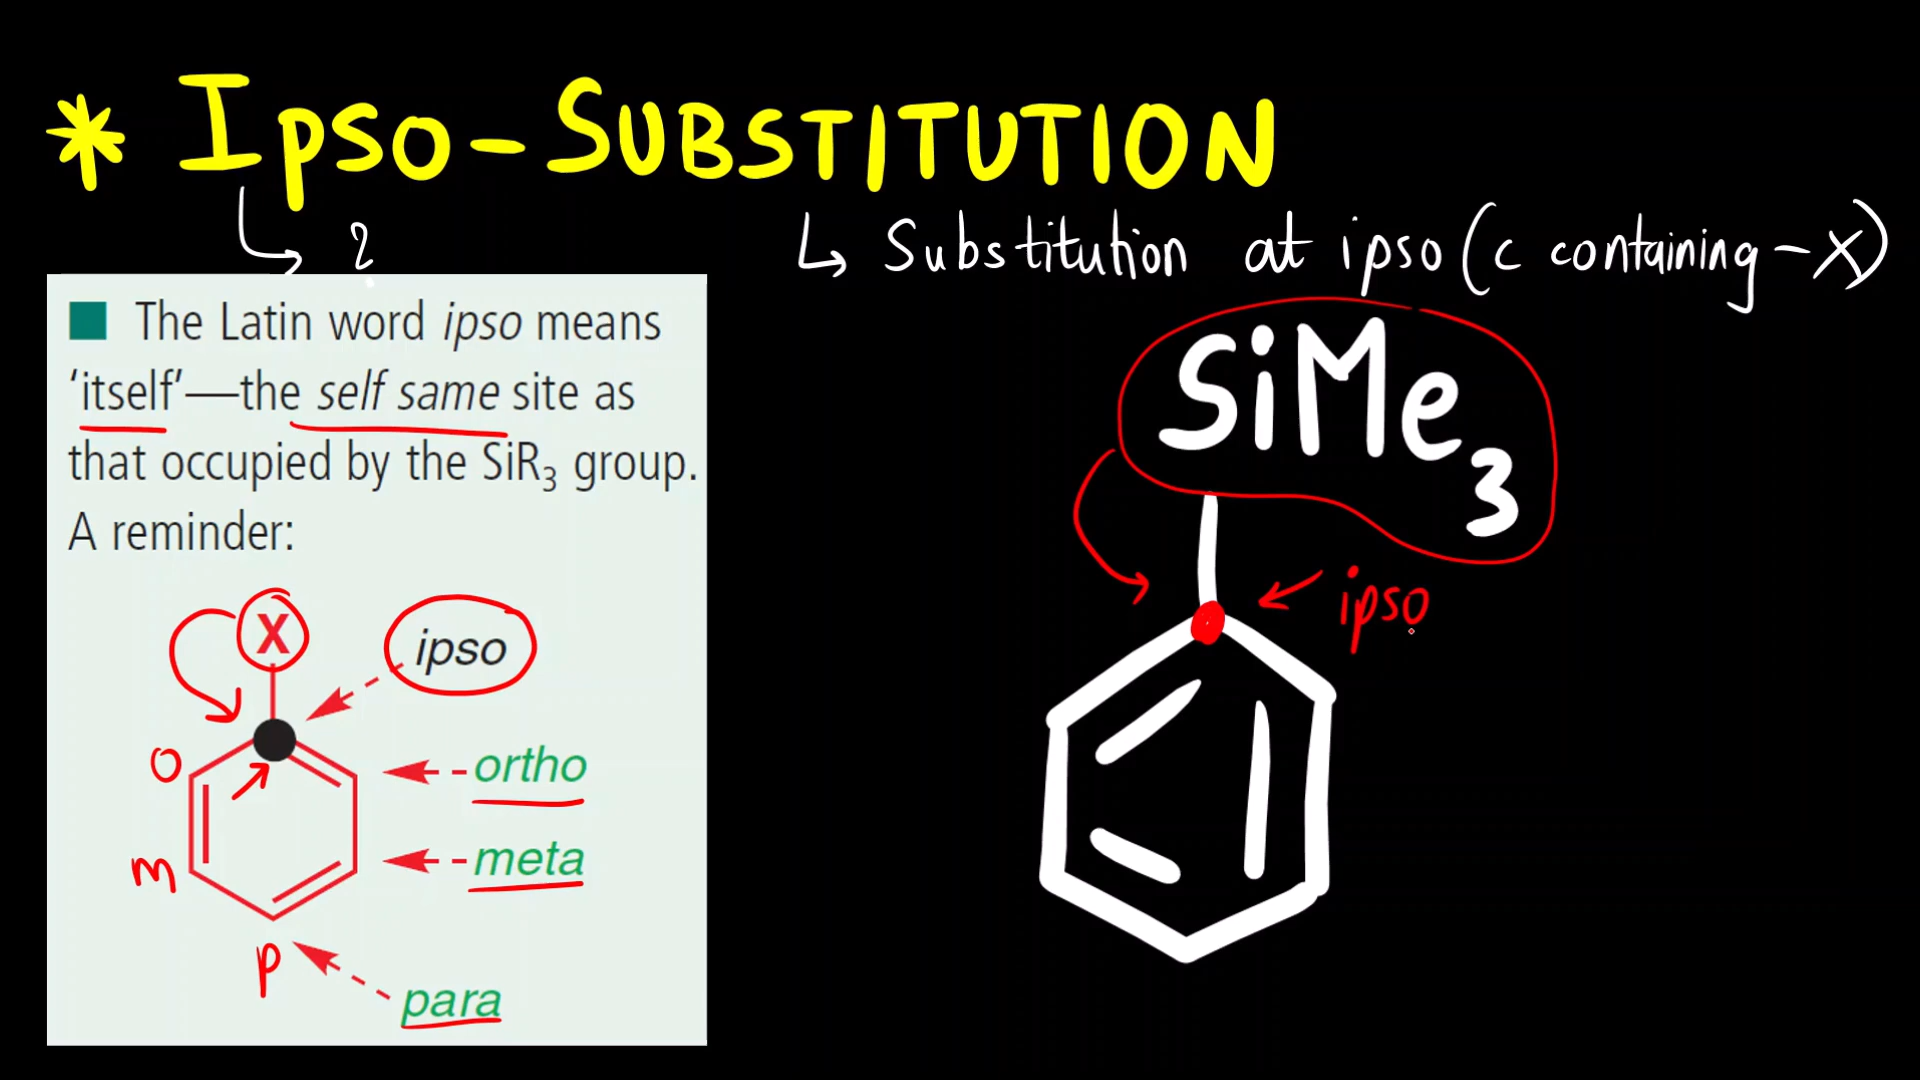 * Ipso-SUBSTITUTION
?
↳ Substitution at ipso (c containing -X)
The Latin word ipso means
‘itself’—the self same site as
that occupied by the SiR₃ group.
A reminder:
X
ipso
O
ortho
m
meta
p
para
SiMe₃
ipso